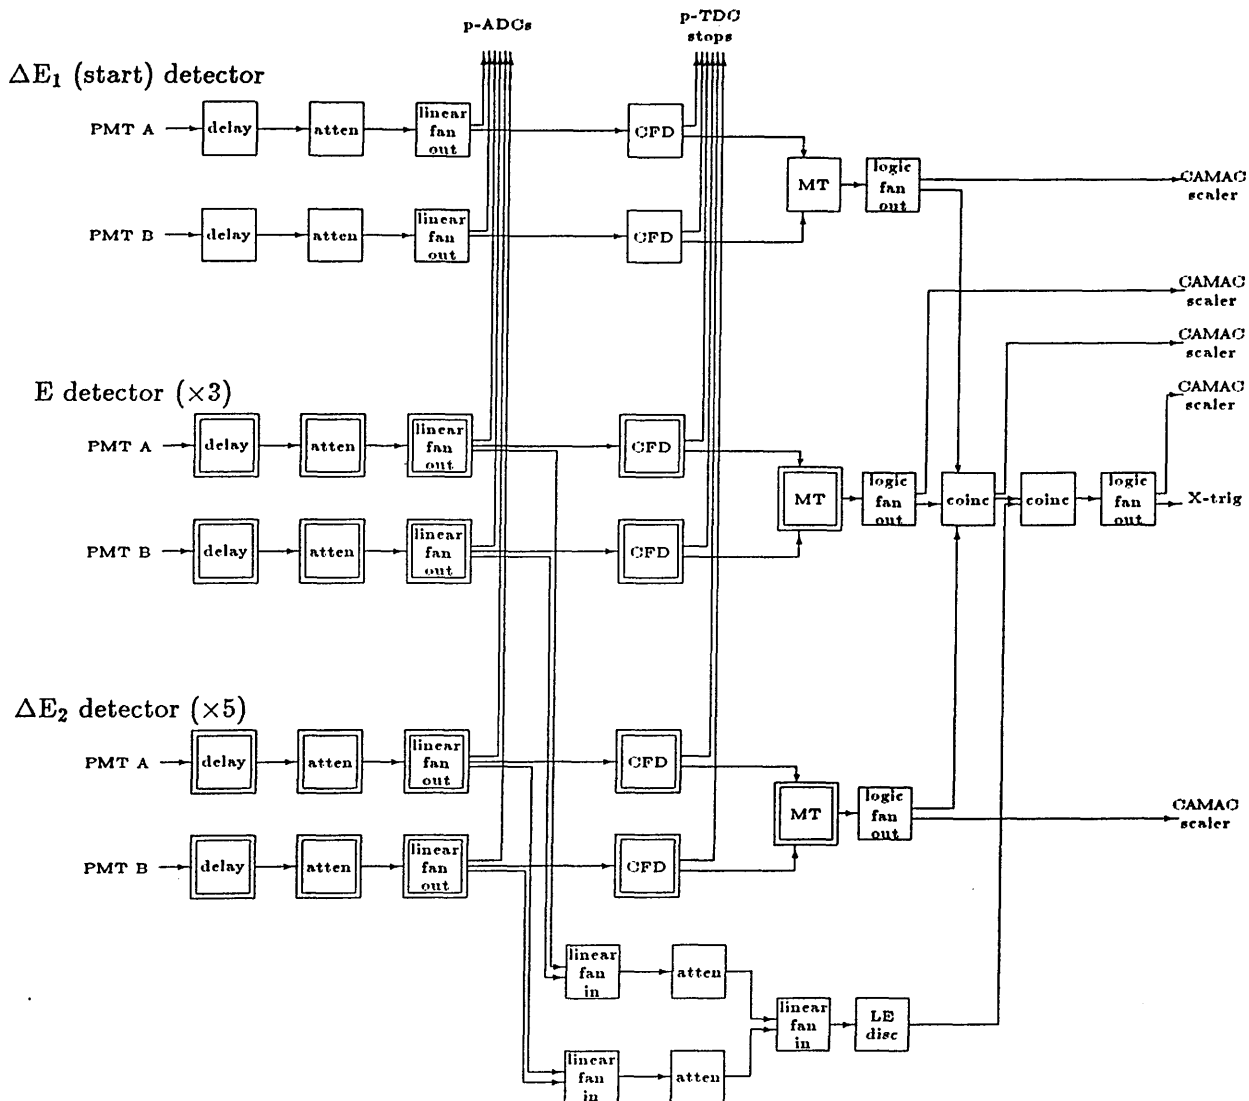 p-ADCs
p-TDC
stops
ΔE₁ (start) detector
PMT A
delay
atten
linear
fan
out
CFD
MT
logic
fan
out
CAMAC
scaler
PMT B
delay
atten
linear
fan
out
CFD
CAMAC
scaler
CAMAC
scaler
E detector (×3)
CAMAC
scaler
PMT A
delay
atten
linear
fan
out
CFD
MT
logic
fan
out
coinc
coinc
logic
fan
out
X-trig
PMT B
delay
atten
linear
fan
out
CFD
ΔE₂ detector (×5)
PMT A
delay
atten
linear
fan
out
CFD
MT
logic
fan
out
CAMAC
scaler
PMT B
delay
atten
linear
fan
out
CFD
linear
fan
in
atten
linear
fan
in
LE
disc
linear
fan
in
atten